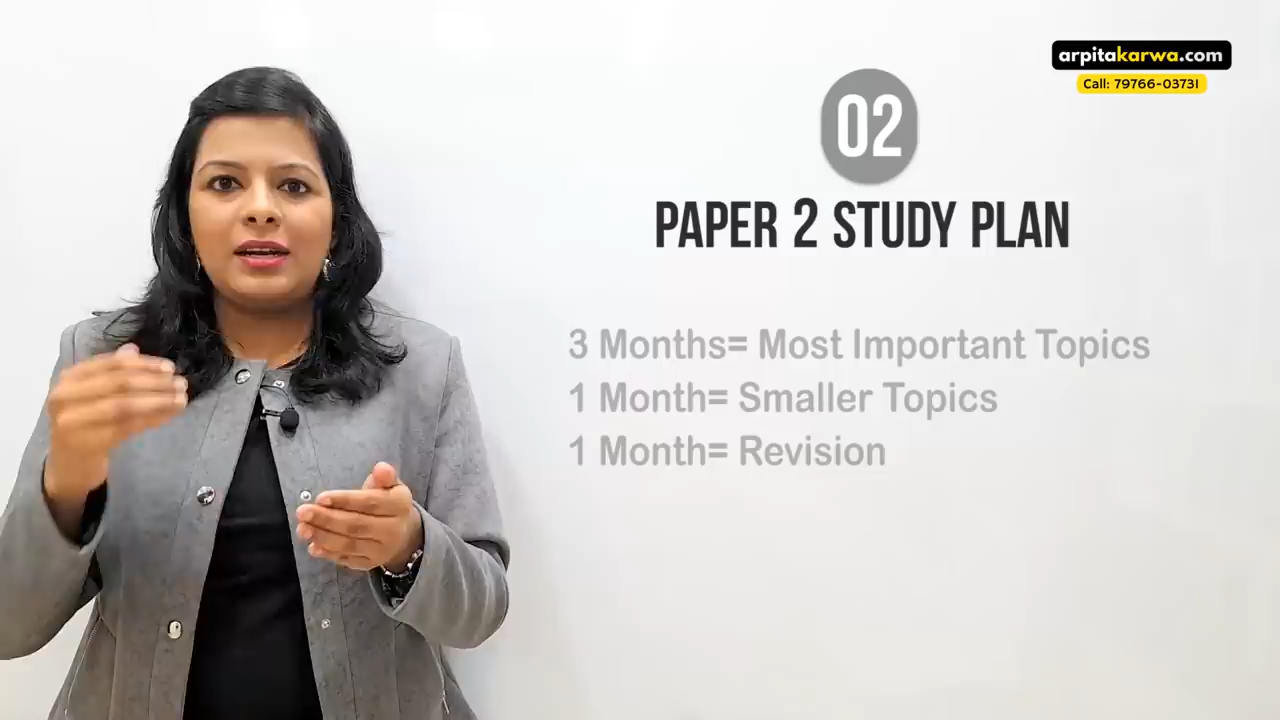 arpitakarwa.com
Call: 79766-03731
02
PAPER 2 STUDY PLAN
3 Months= Most Important Topics
1 Month= Smaller Topics
1 Month= Revision